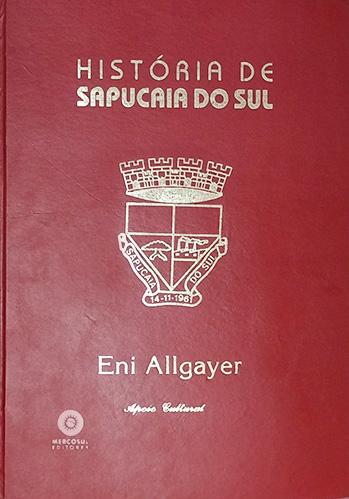 HISTÓRIA DE
SAPUCAIA DO SUL
SAPUCAIA
DO SUL
14-11-1961
Eni Allgayer
Apoio Cultural
MERCOSUL
EDITORES